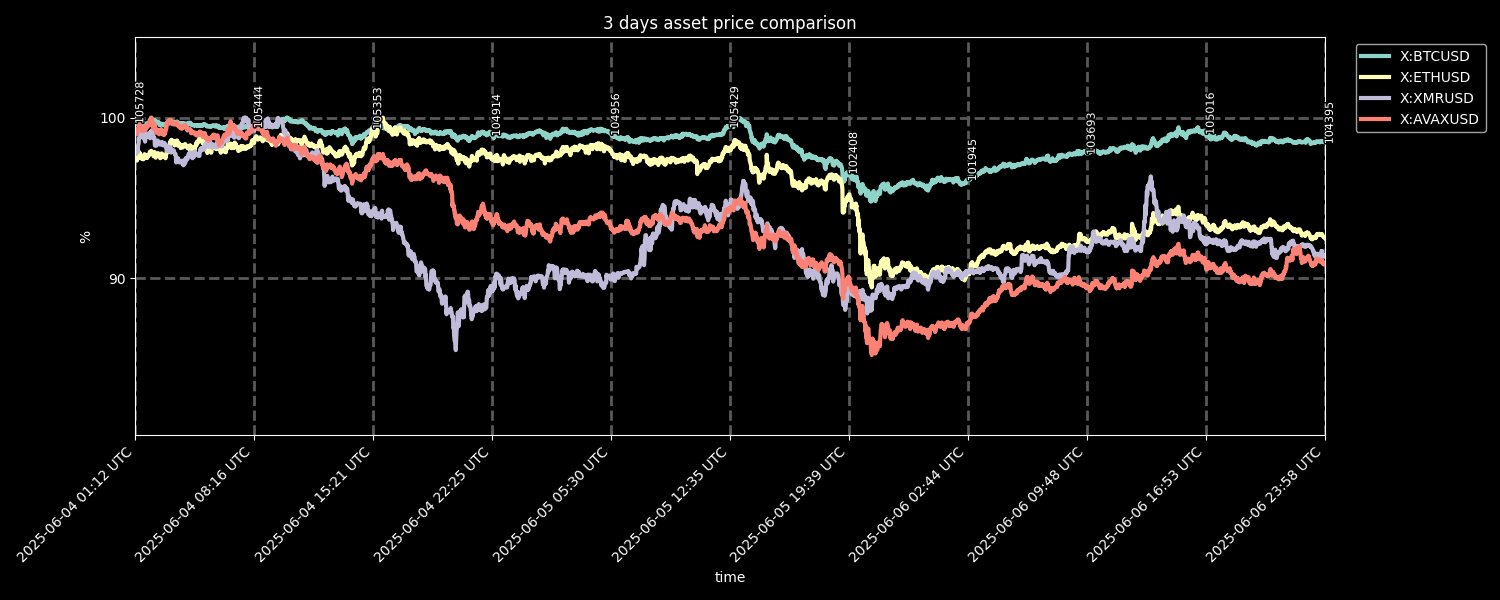 3 days asset price comparison
X:BTCUSD
X:ETHUSD
X:XMRUSD
X:AVAXUSD
100
90
%
105728
105444
105353
104914
104956
105429
102408
101945
103693
105016
104395
2025-06-04 01:12 UTC
2025-06-04 08:16 UTC
2025-06-04 15:21 UTC
2025-06-04 22:25 UTC
2025-06-05 05:30 UTC
2025-06-05 12:35 UTC
2025-06-05 19:39 UTC
2025-06-06 02:44 UTC
2025-06-06 09:48 UTC
2025-06-06 16:53 UTC
2025-06-06 23:58 UTC
time